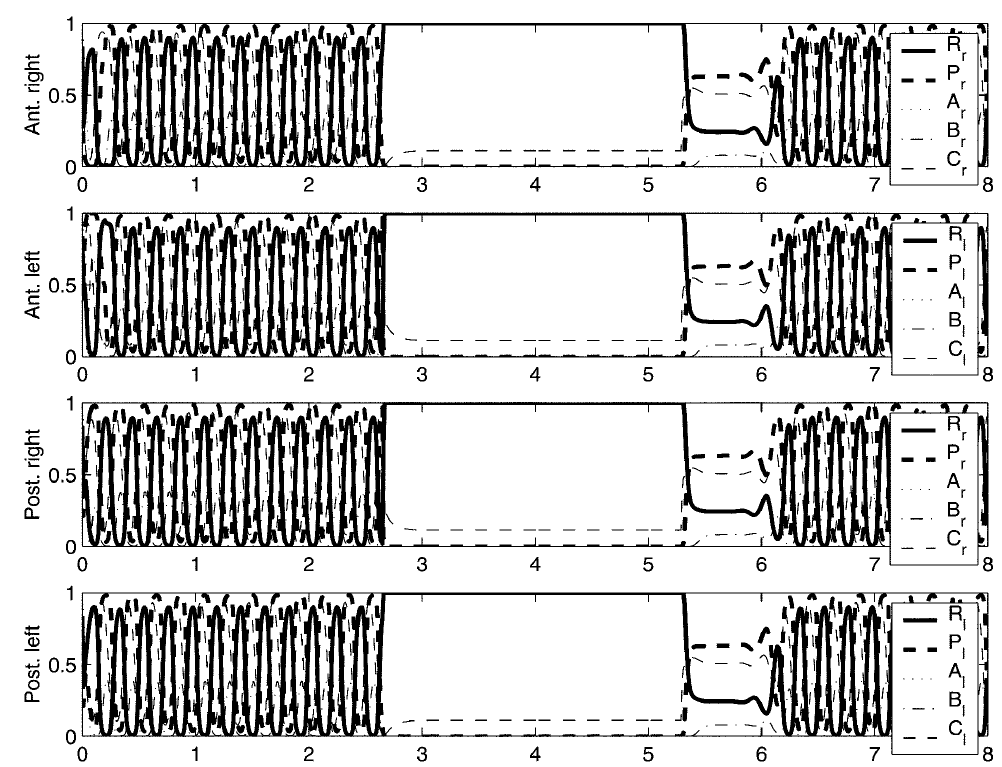 1
0.5
0
Ant. right
0 1 2 3 4 5 6 7 8
R_r
P_r
A_r
B_r
C_r
1
0.5
0
Ant. left
0 1 2 3 4 5 6 7 8
R_l
P_l
A_l
B_l
C_l
1
0.5
0
Post. right
0 1 2 3 4 5 6 7 8
R_r
P_r
A_r
B_r
C_r
1
0.5
0
Post. left
0 1 2 3 4 5 6 7 8
R_l
P_l
A_l
B_l
C_l